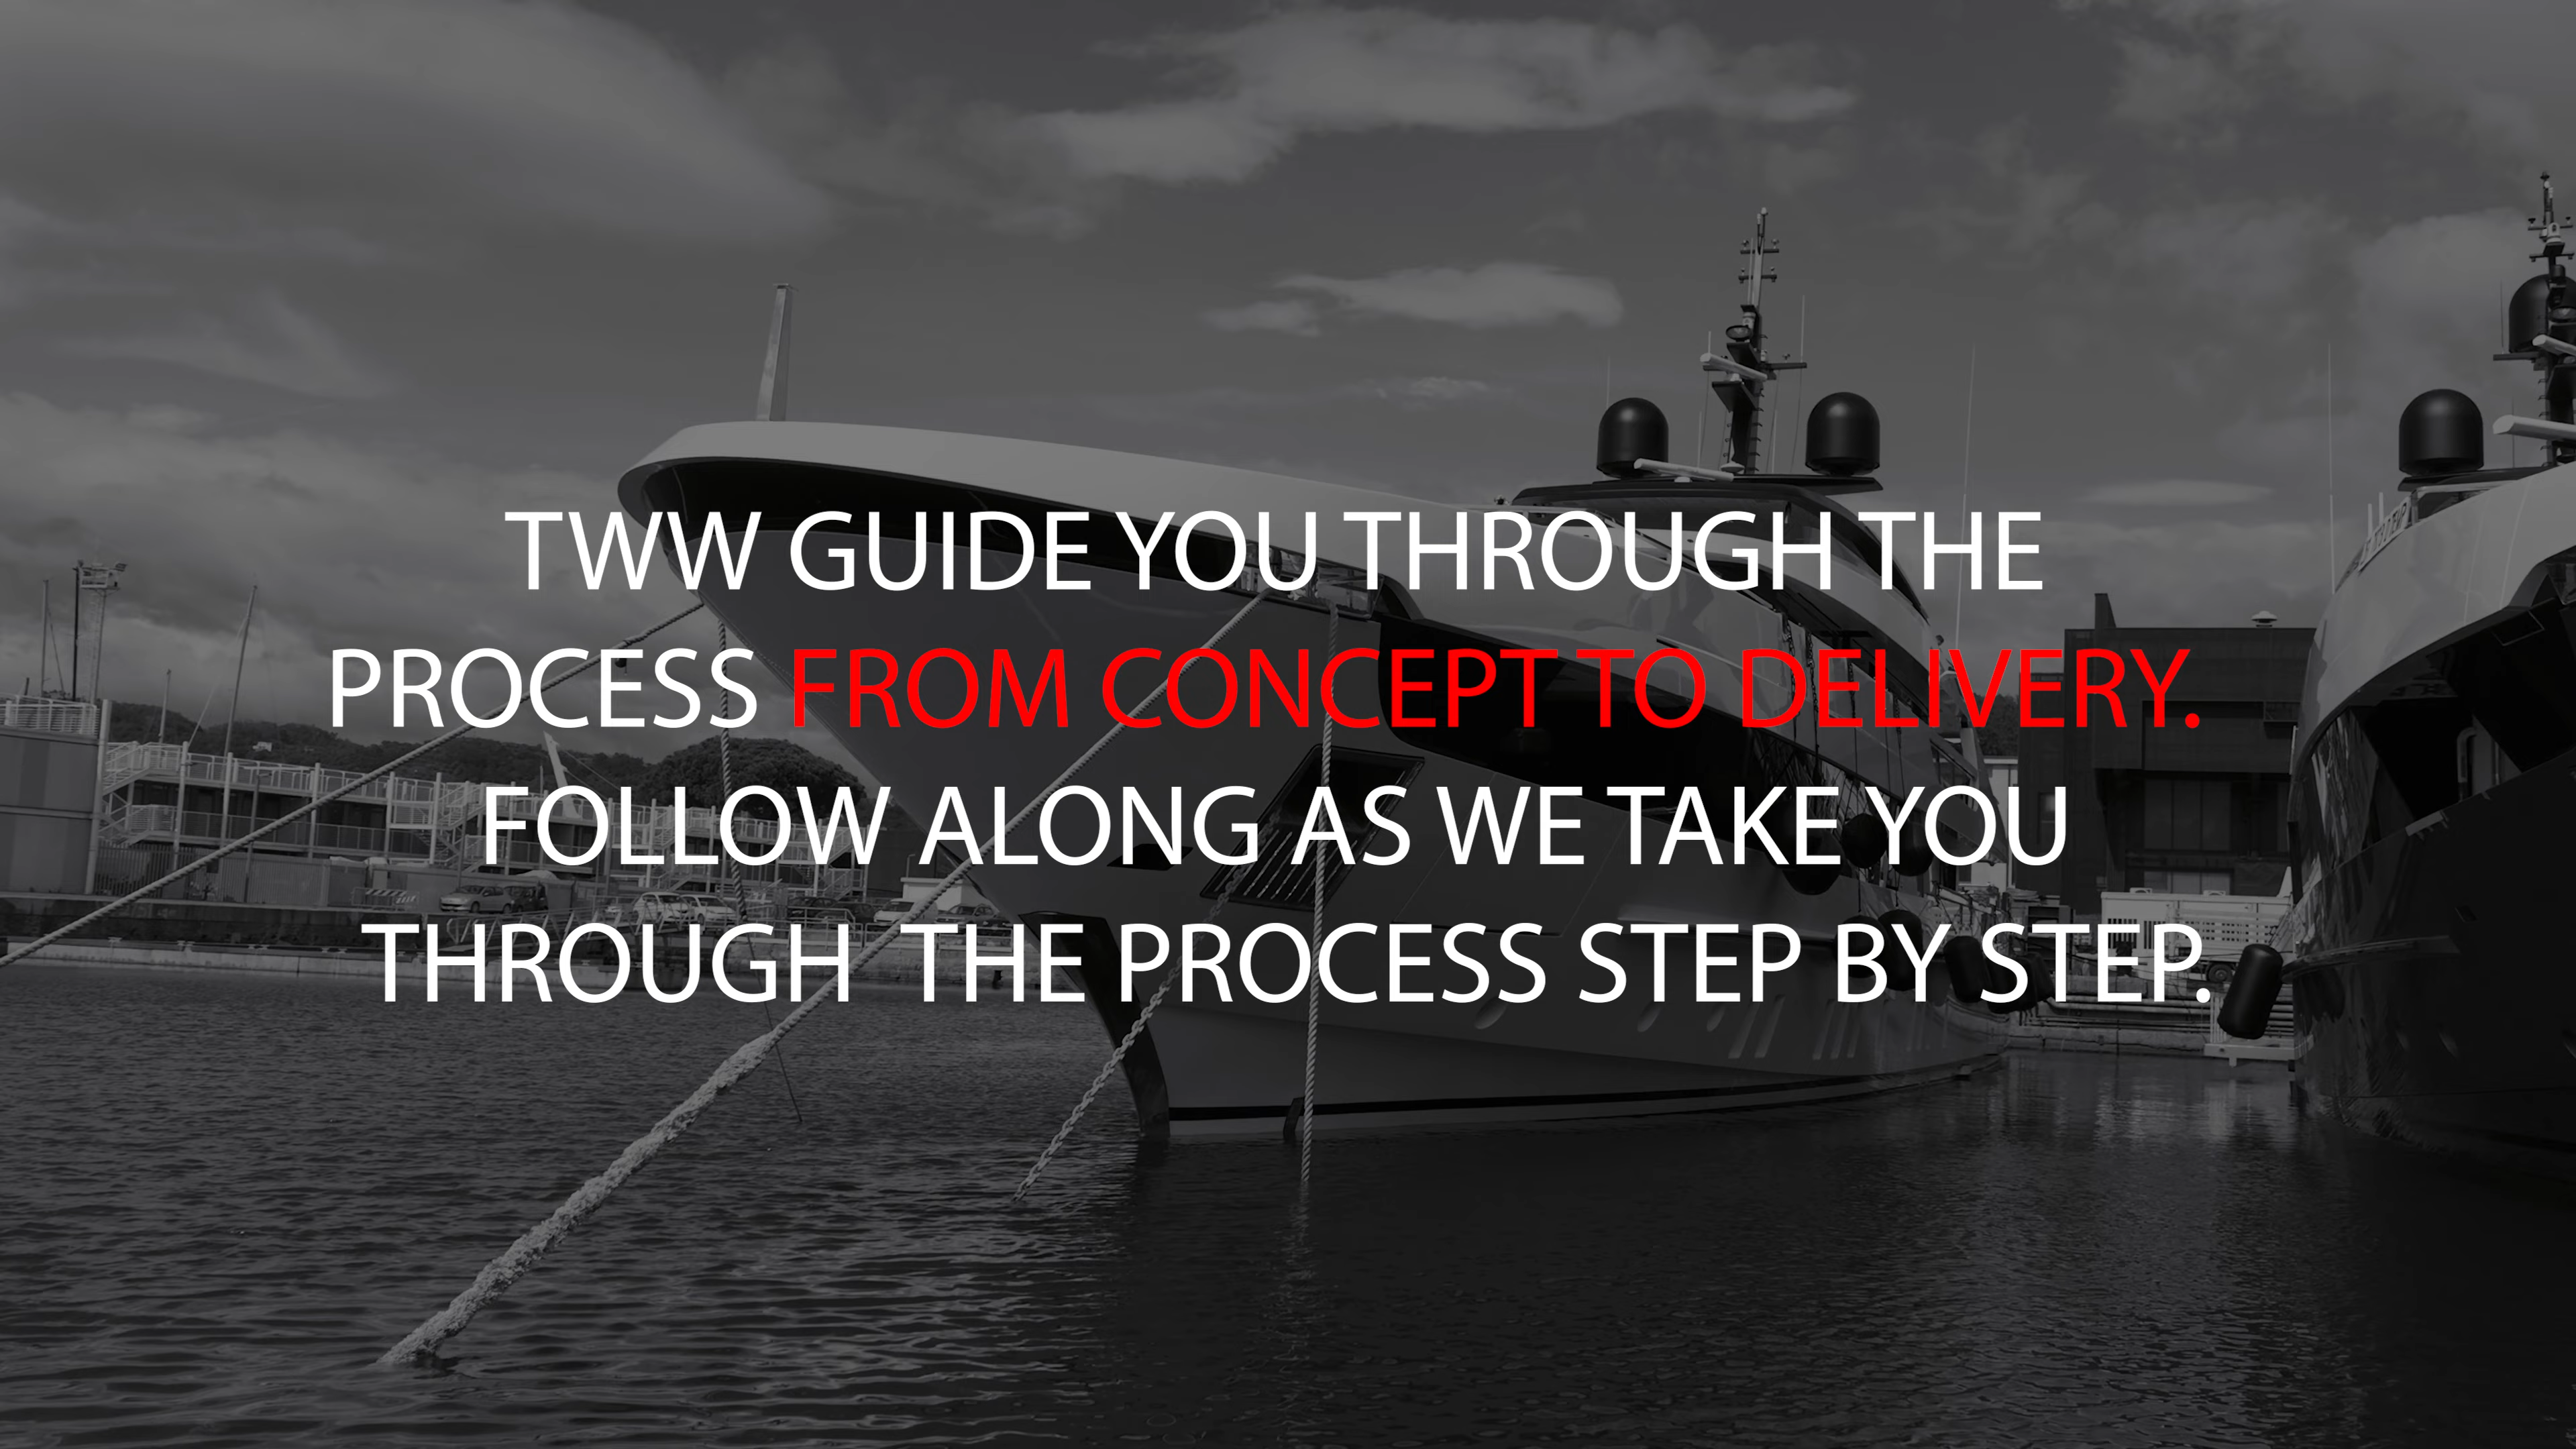 TWW GUIDE YOU THROUGH THE
PROCESS FROM CONCEPT TO DELIVERY.
FOLLOW ALONG AS WE TAKE YOU
THROUGH  THE PROCESS STEP BY STEP.